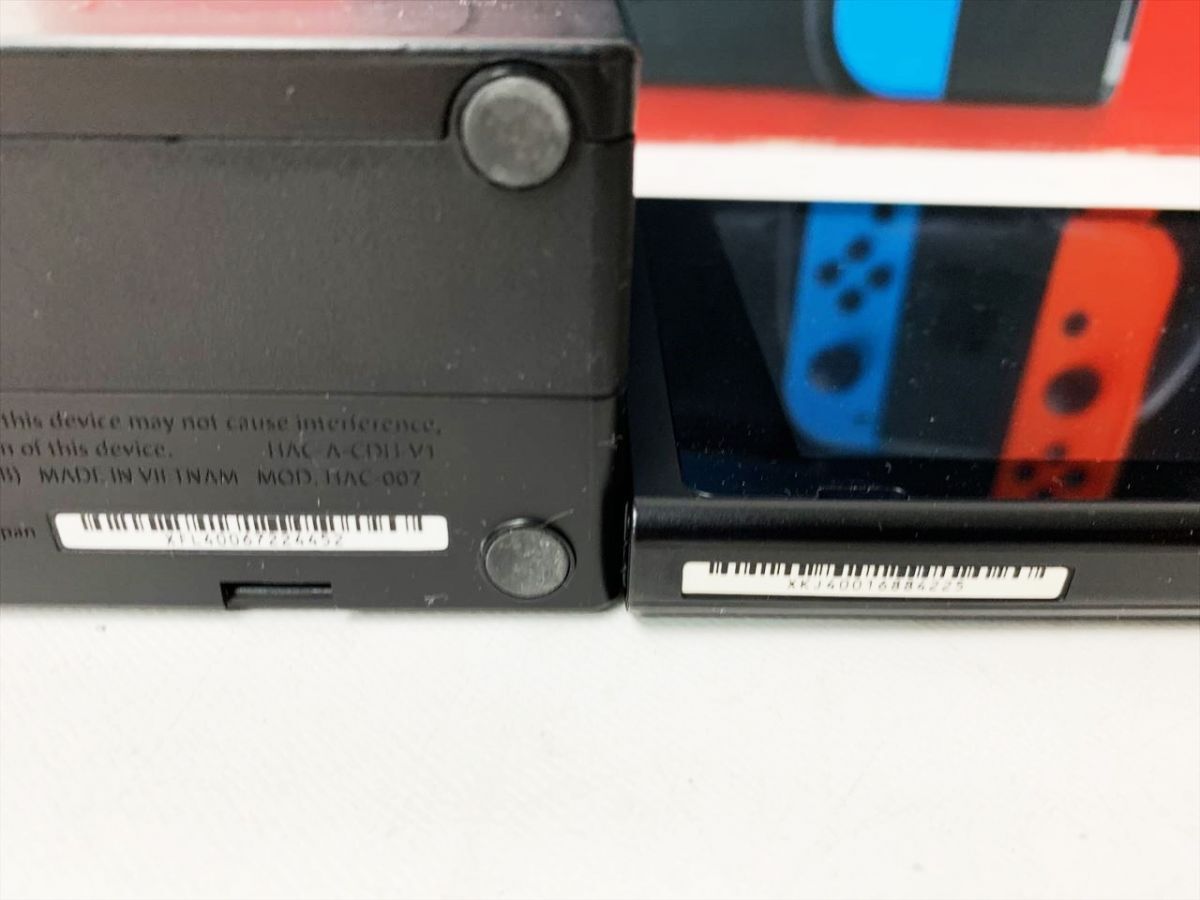 this device may not cause interference,
n of this device. HAC-A-CDH-V1
B) MADE IN VIETNAM MOD. HAC-007
pan
XFL40067224452
XKJ40016884225